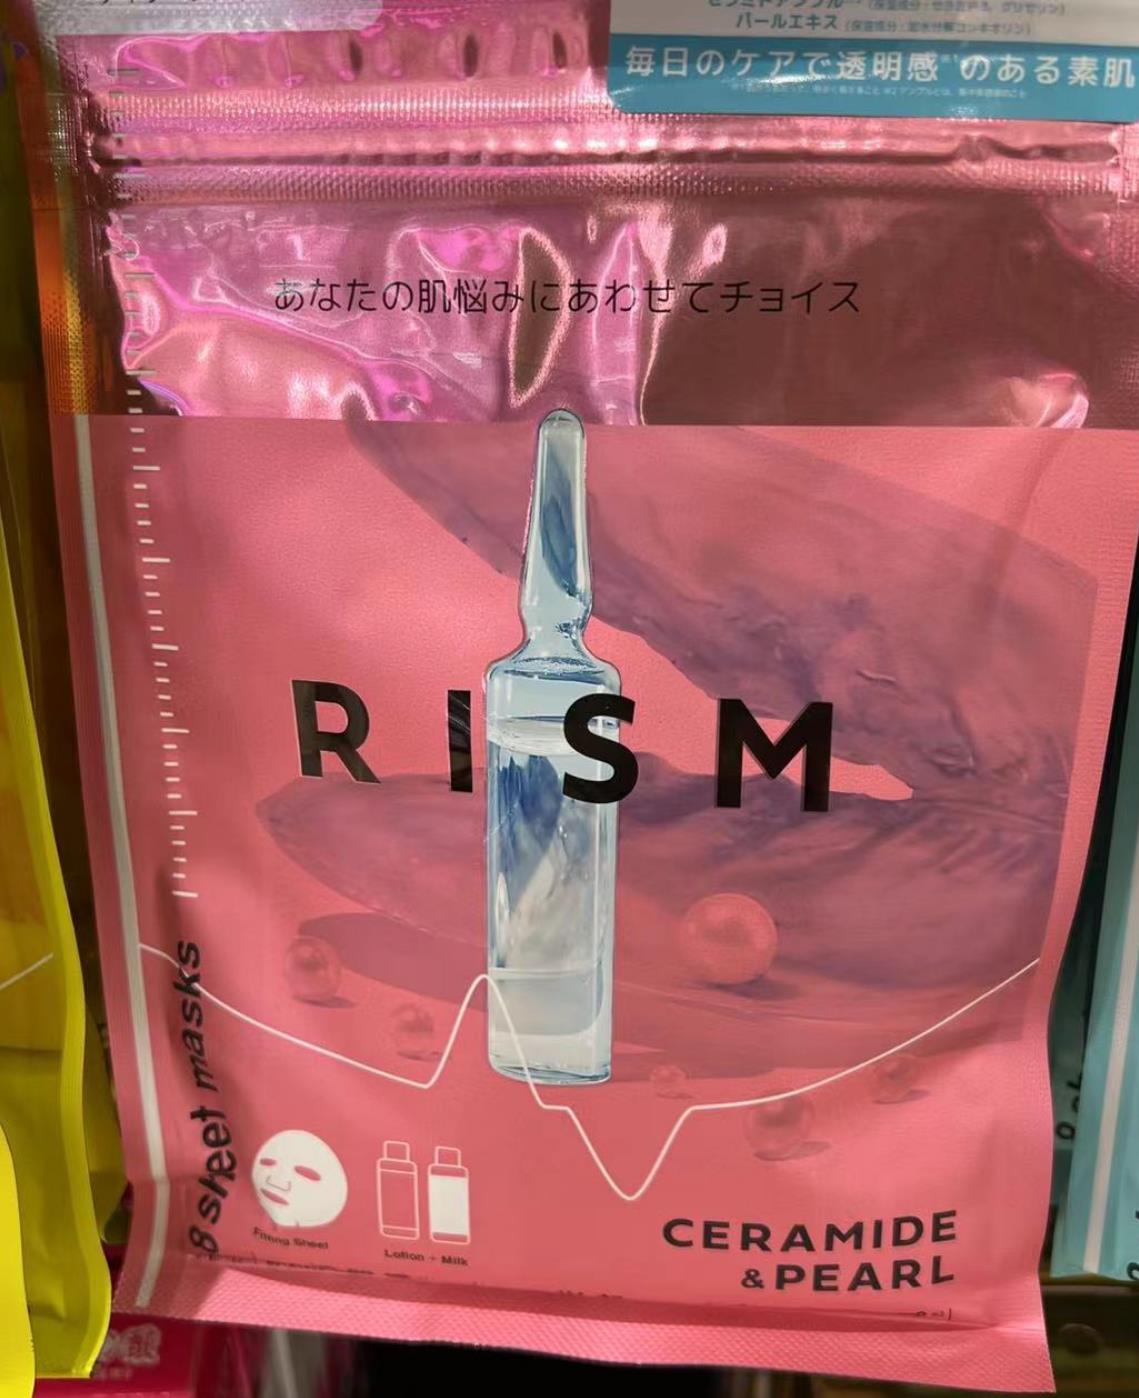 パールエキス
毎日のケアで透明感 のある素肌
あなたの肌悩みにあわせてチョイス
RISM
8 sheet masks
Fitting Sheet
Lotion + Milk
CERAMIDE
&PEARL